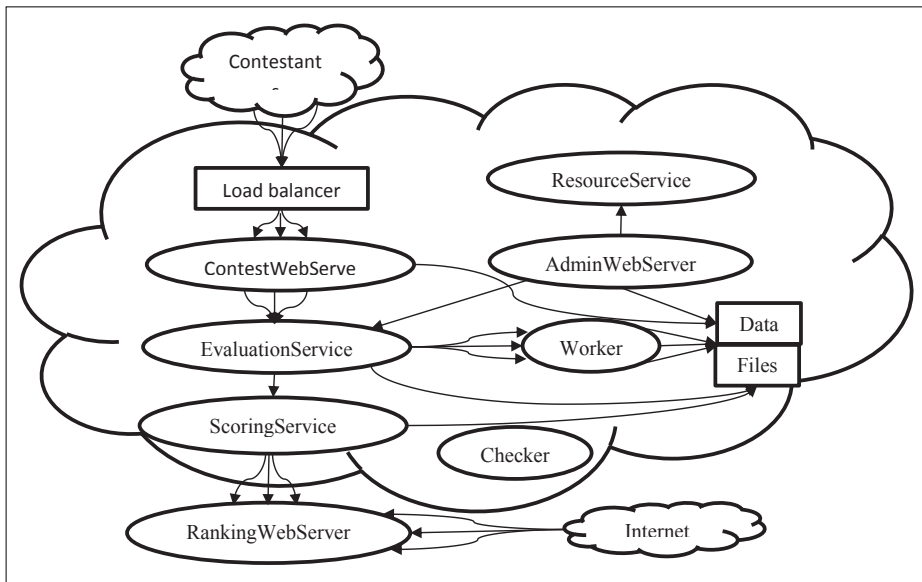 Contestant
Load balancer
ResourceService
ContestWebServe
AdminWebServer
Data
EvaluationService
Worker
Files
ScoringService
Checker
RankingWebServer
Internet